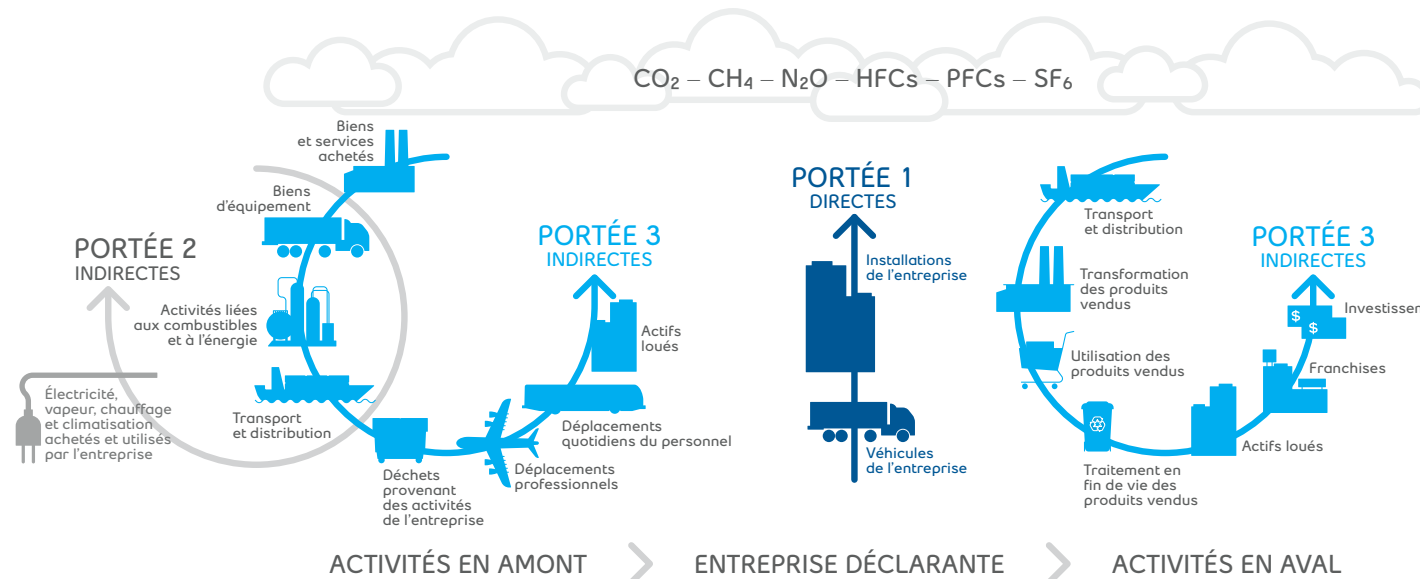 CO₂ – CH₄ – N₂O – HFCs – PFCs – SF₆
PORTÉE 2
INDIRECTES
Électricité,
vapeur, chauffage
et climatisation
achetés et utilisés
par l'entreprise
Biens
et services
achetés
Biens
d'équipement
Activités liées
aux combustibles
et à l'énergie
Transport
et distribution
Déchets
provenant
des activités
de l'entreprise
Déplacements
professionnels
Déplacements
quotidiens du personnel
Actifs
loués
PORTÉE 3
INDIRECTES
PORTÉE 1
DIRECTES
Installations
de l'entreprise
Véhicules
de l'entreprise
Transport
et distribution
Transformation
des produits
vendus
Utilisation des
produits vendus
Traitement en
fin de vie des
produits vendus
Actifs loués
Franchises
$
$
Investissem
PORTÉE 3
INDIRECTES
ACTIVITÉS EN AMONT
ENTREPRISE DÉCLARANTE
ACTIVITÉS EN AVAL